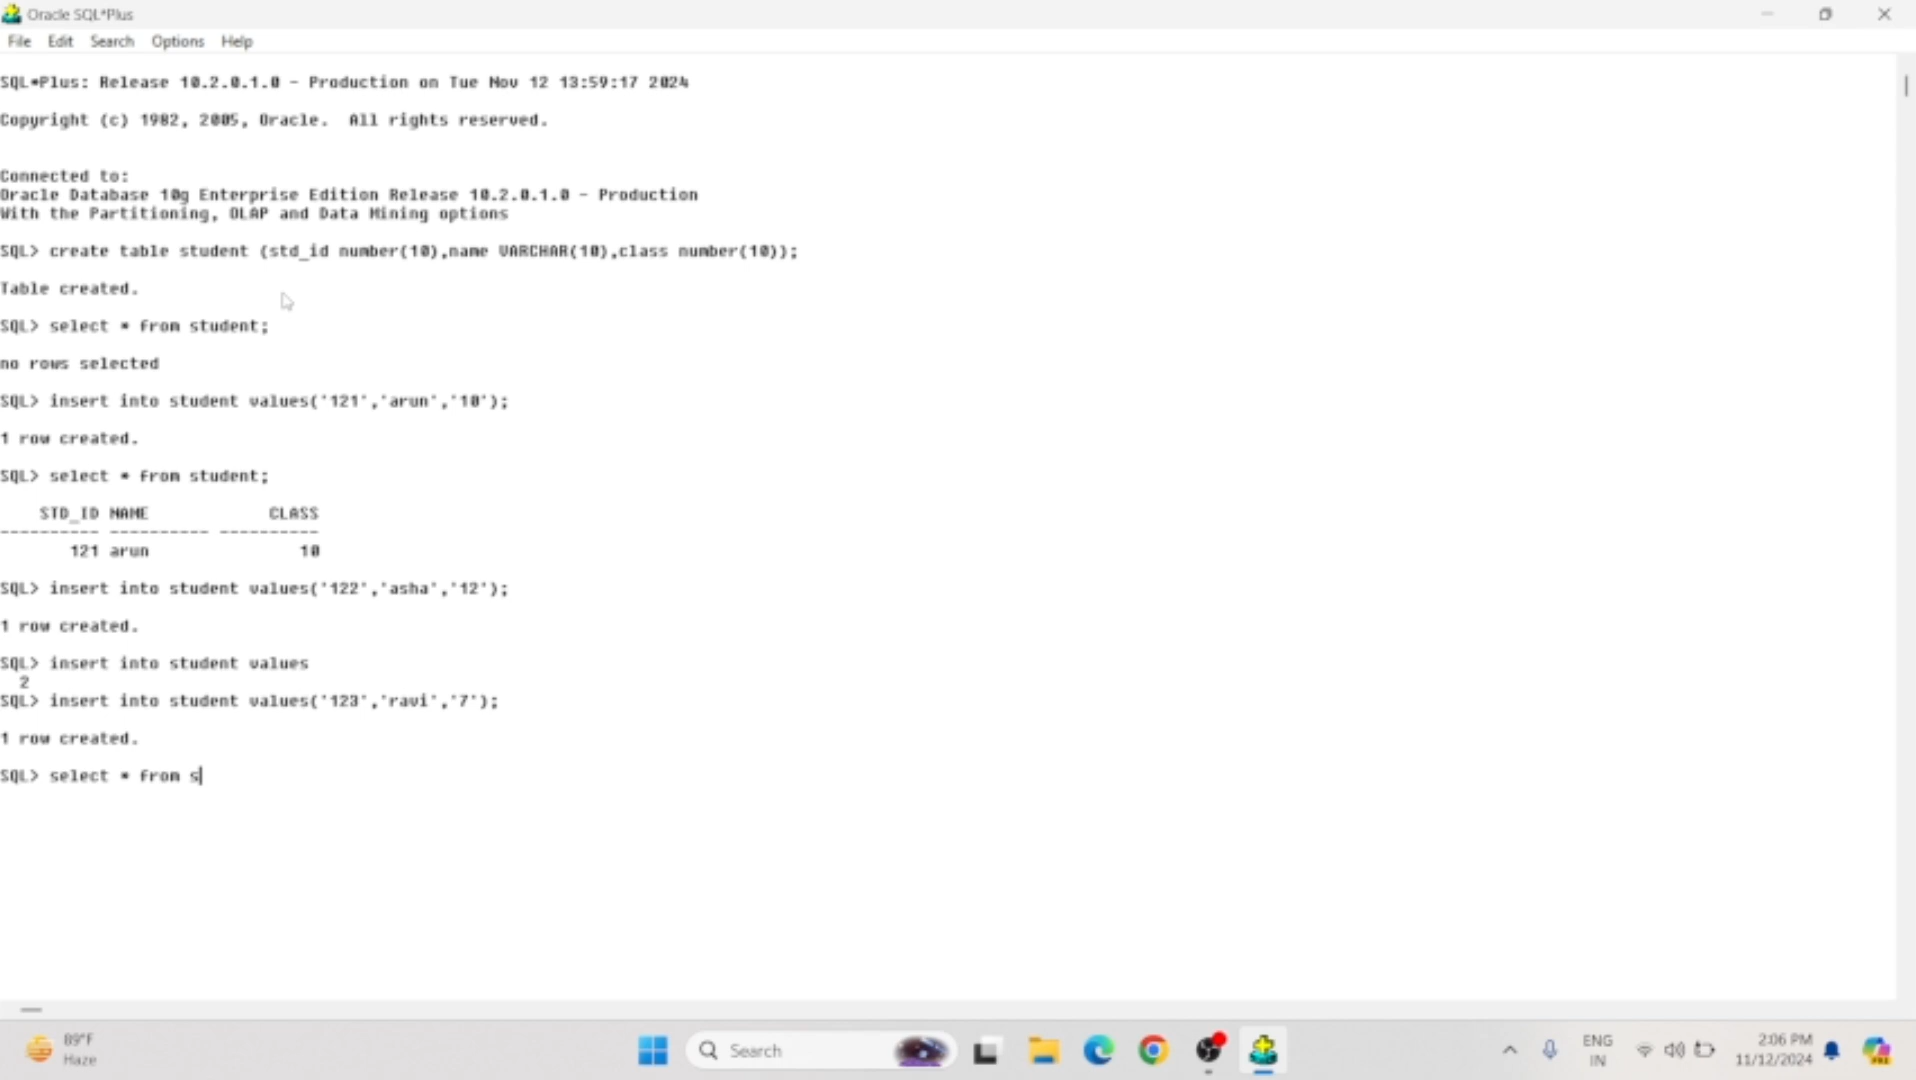 Oracle SQL*Plus
File Edit Search Options Help
SQL*Plus: Release 10.2.0.1.0 - Production on Tue Nov 12 13:59:17 2024
Copyright (c) 1982, 2005, Oracle.  All rights reserved.
Connected to:
Oracle Database 10g Enterprise Edition Release 10.2.0.1.0 - Production
With the Partitioning, OLAP and Data Mining options
SQL> create table student (std_id number(10),name VARCHAR(10),class number(10));
Table created.
SQL> select * from student;
no rows selected
SQL> insert into student values('121','arun','10');
1 row created.
SQL> select * from student;
STD_ID NAME CLASS
---------- ---------- ----------
121 arun 10
SQL> insert into student values('122','asha','12');
1 row created.
SQL> insert into student values
2
SQL> insert into student values('123','ravi','7');
1 row created.
SQL> select * from s
89°F
Haze
Search
ENG
IN
2:06 PM
11/12/2024
PRE